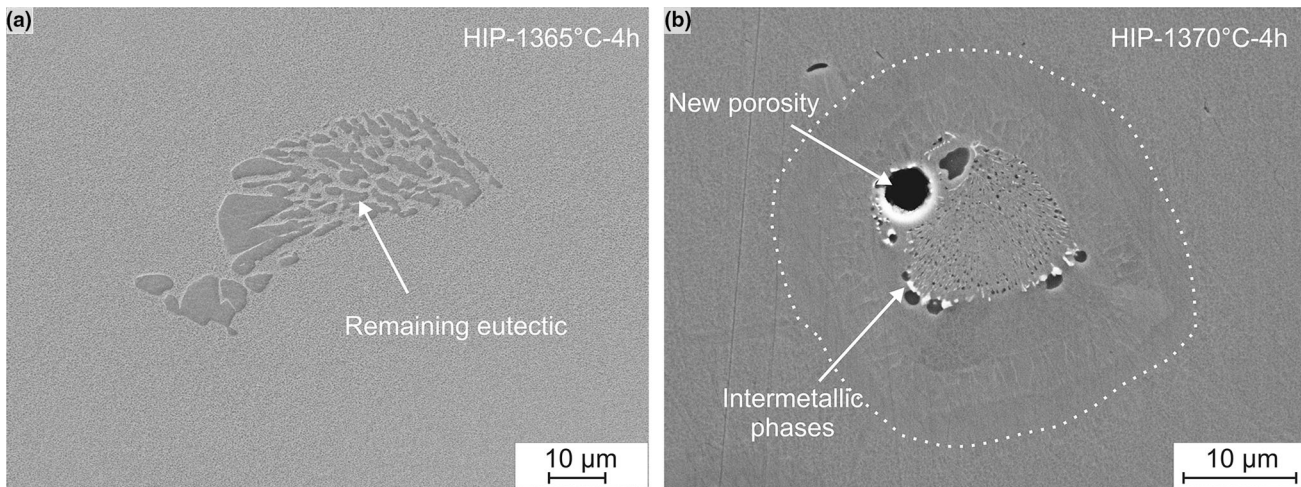 (a)
HIP-1365°C-4h
Remaining eutectic
10 µm
(b)
HIP-1370°C-4h
New porosity
Intermetallic
phases
10 µm